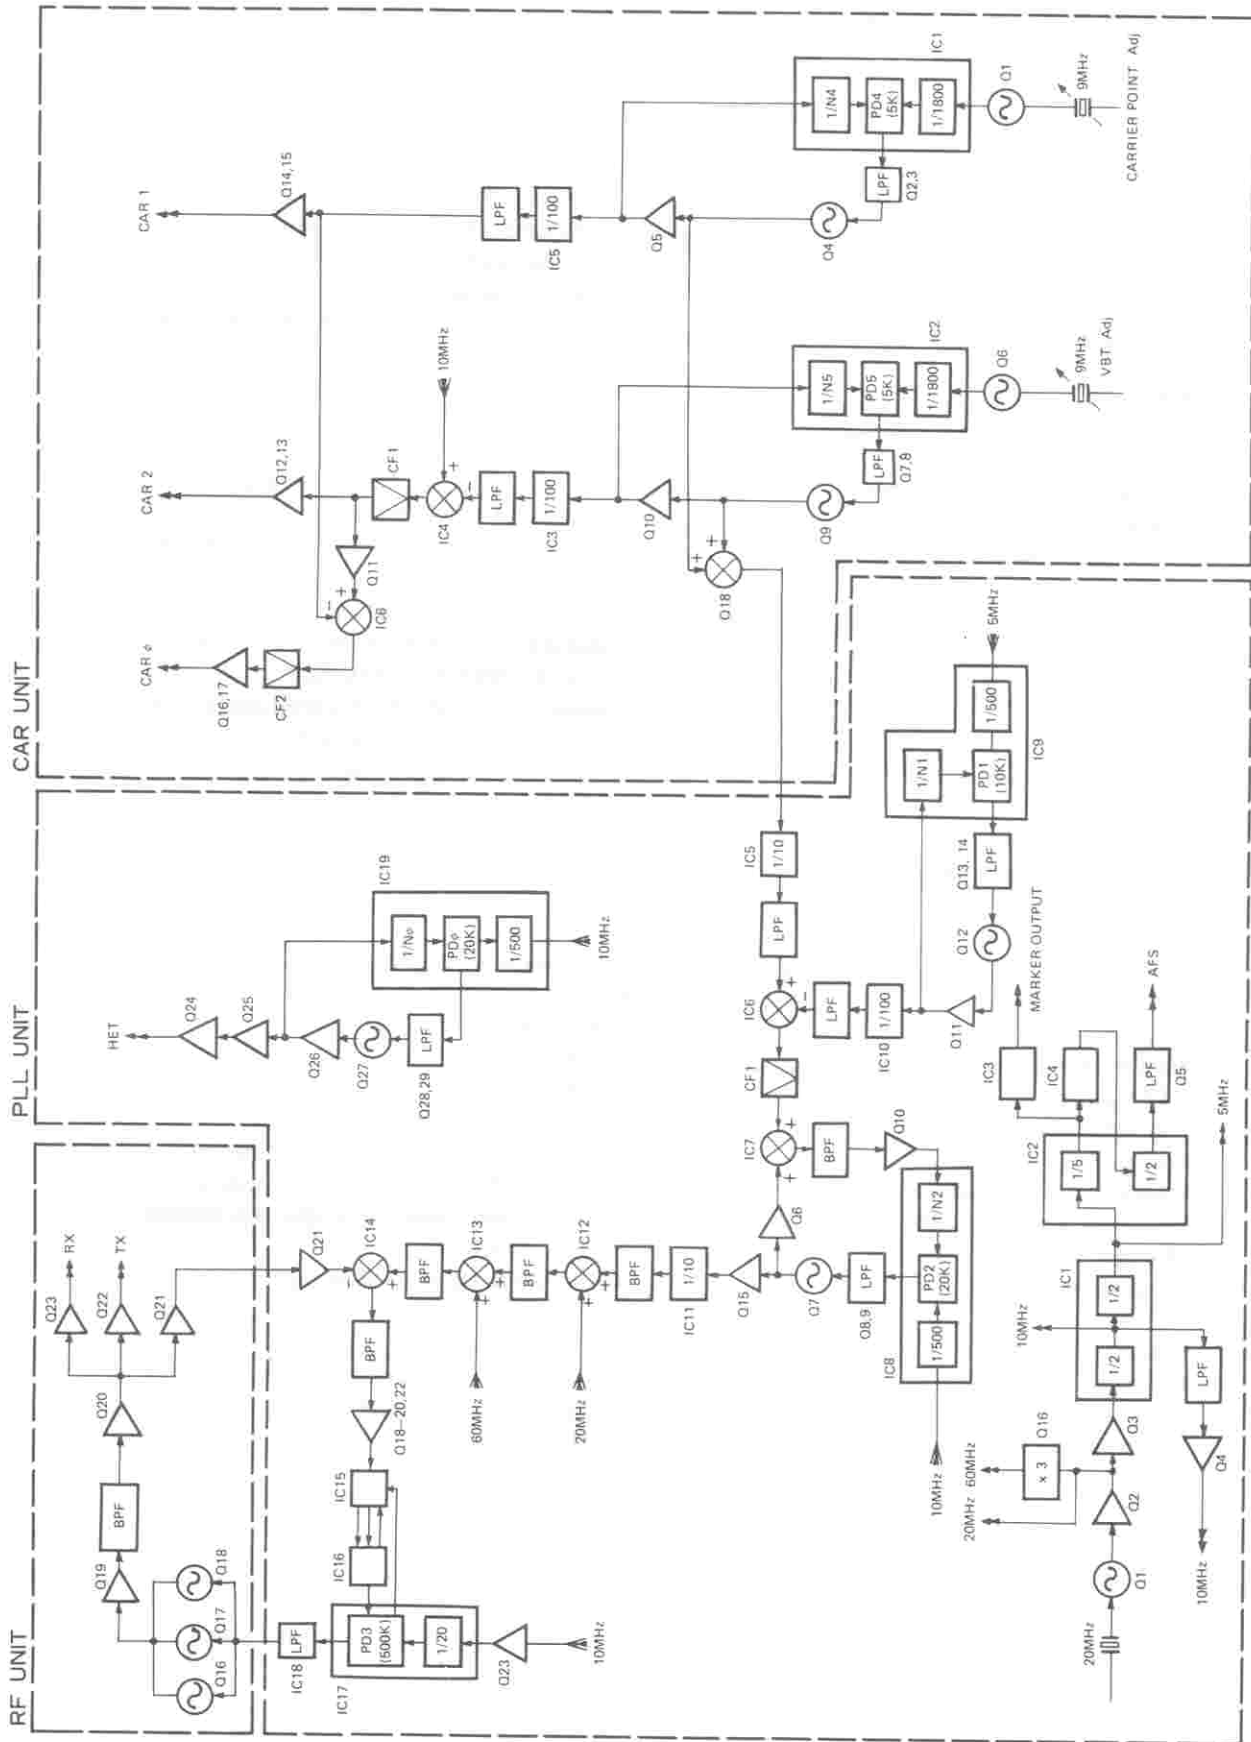 RF UNIT
PLL UNIT
CAR UNIT
CAR 1
Q14,15
LPF
1/100
IC5
Q5
Q4
LPF
Q2,3
1/N4
PD4
(5K)
1/1800
IC1
Q1
9MHz
CARRIER POINT Adj
CAR 2
Q12,13
CF1
10MHz
+
−
IC4
LPF
1/100
IC3
Q10
Q9
LPF
Q7,8
1/N5
PD5
(5K)
1/1800
IC2
Q6
9MHz
VBT Adj
Q11
+
−
IC6
CAR ø
Q16,17
CF2
+
+
Q18
HET
Q24
Q25
Q26
Q27
LPF
Q28,29
IC19
1/Nø
PDø
(20K)
1/500
10MHz
IC5
1/10
LPF
IC6
+
−
LPF
1/100
IC10
Q11
Q12
Q13, 14
LPF
1/N1
PD1
(10K)
1/500
IC9
5MHz
CF1
IC7
+
+
BPF
Q10
1/N2
PD2
(20K)
1/500
IC8
10MHz
LPF
Q8,9
Q7
Q6
Q15
1/10
IC11
BPF
IC12
+
+
20MHz
BPF
IC13
+
+
60MHz
BPF
IC14
+
−
Q21
BPF
Q18−20,22
IC15
IC16
PD3
(500K)
1/20
IC17
Q23
10MHz
LPF
IC18
Q16
Q17
Q18
Q19
BPF
Q20
Q23
Q22
Q21
RX
TX
20MHz
Q1
Q2
20MHz
60MHz
× 3
Q16
Q3
1/2
1/2
IC1
10MHz
LPF
Q4
10MHz
5MHz
1/5
1/2
IC2
IC3
IC4
MARKER OUTPUT
LPF
Q5
AFS